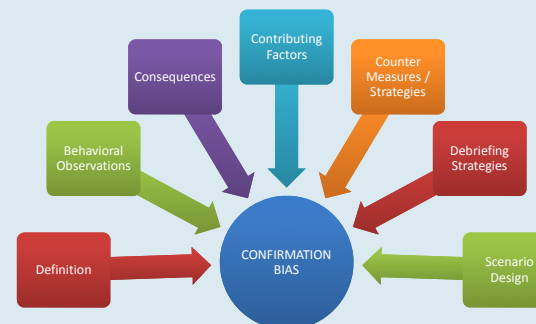 Definition
Behavioral
Observations
Consequences
Contributing
Factors
Counter
Measures /
Strategies
Debriefing
Strategies
Scenario
Design
CONFIRMATION
BIAS